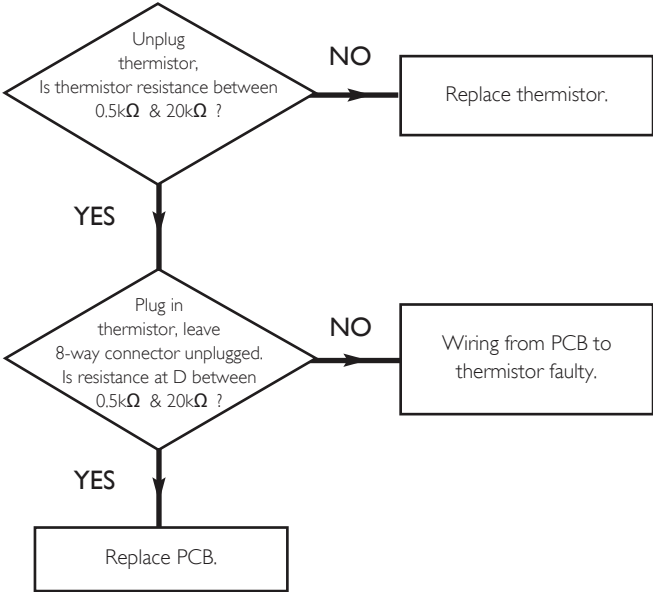 Unplug
thermistor,
Is thermistor resistance between
0.5kΩ & 20kΩ ?
NO
Replace thermistor.
YES
Plug in
thermistor, leave
8-way connector unplugged.
Is resistance at D between
0.5kΩ & 20kΩ ?
NO
Wiring from PCB to
thermistor faulty.
YES
Replace PCB.